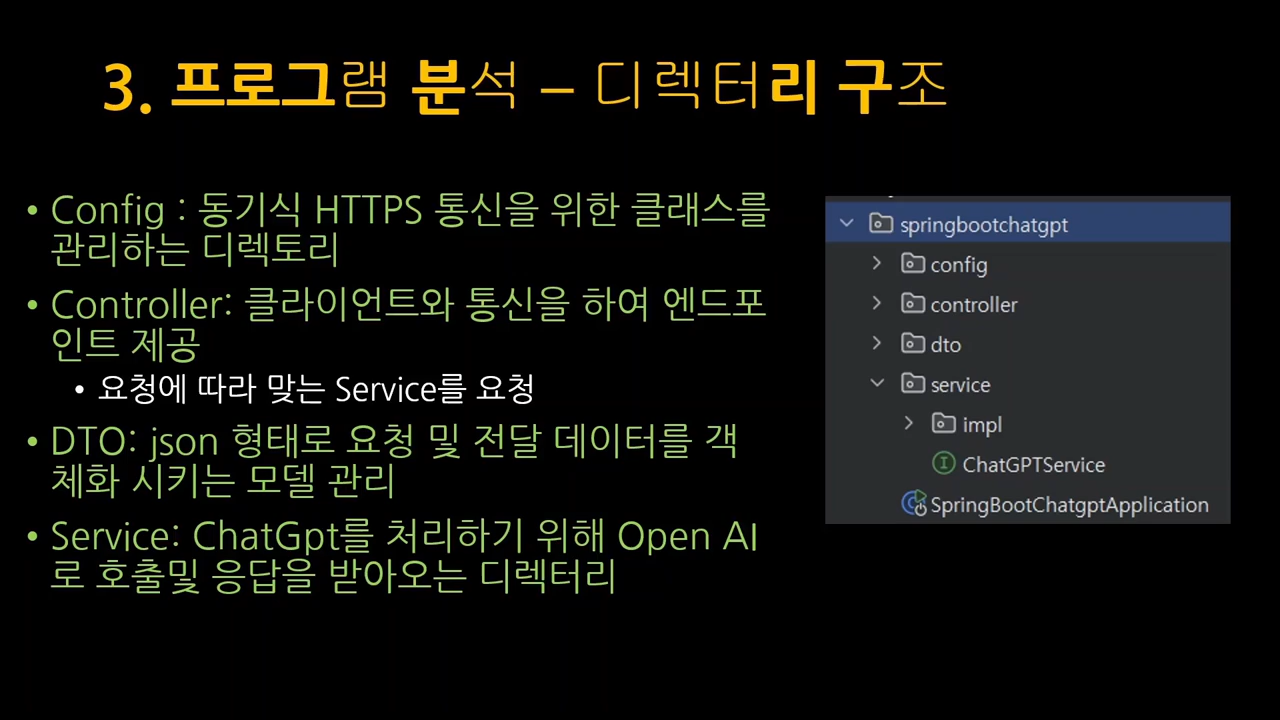 3. 프로그램 분석 – 디렉터리 구조
• Config : 동기식 HTTPS 통신을 위한 클래스를
관리하는 디렉토리
• Controller: 클라이언트와 통신을 하여 엔드포
인트 제공
• 요청에 따라 맞는 Service를 요청
• DTO: json 형태로 요청 및 전달 데이터를 객
체화 시키는 모델 관리
• Service: ChatGpt를 처리하기 위해 Open AI
로 호출및 응답을 받아오는 디렉터리
springbootchatgpt
config
controller
dto
service
impl
ChatGPTService
SpringBootChatgptApplication